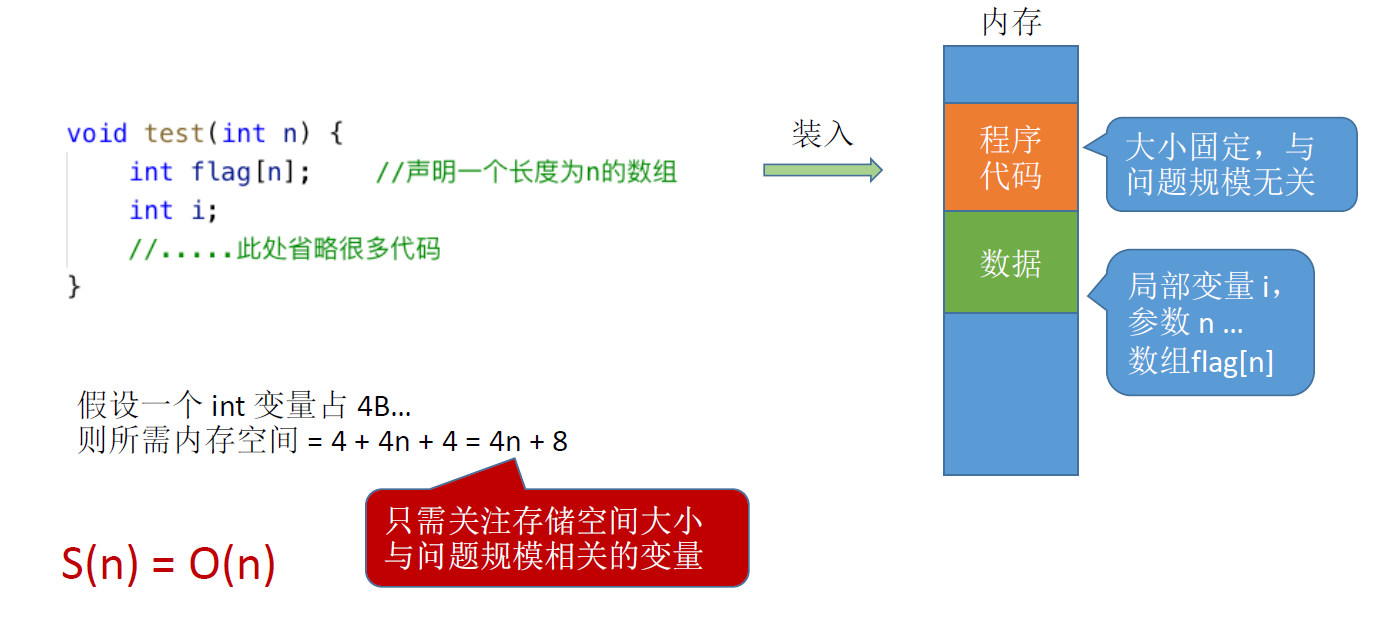 void test(int n) {
int flag[n]; //声明一个长度为n的数组
int i;
//.....此处省略很多代码
}
假设一个 int 变量占 4B…
则所需内存空间 = 4 + 4n + 4 = 4n + 8
只需关注存储空间大小
与问题规模相关的变量
S(n) = O(n)
装入
内存
程序
代码
数据
大小固定，与
问题规模无关
局部变量 i，
参数 n …
数组flag[n]